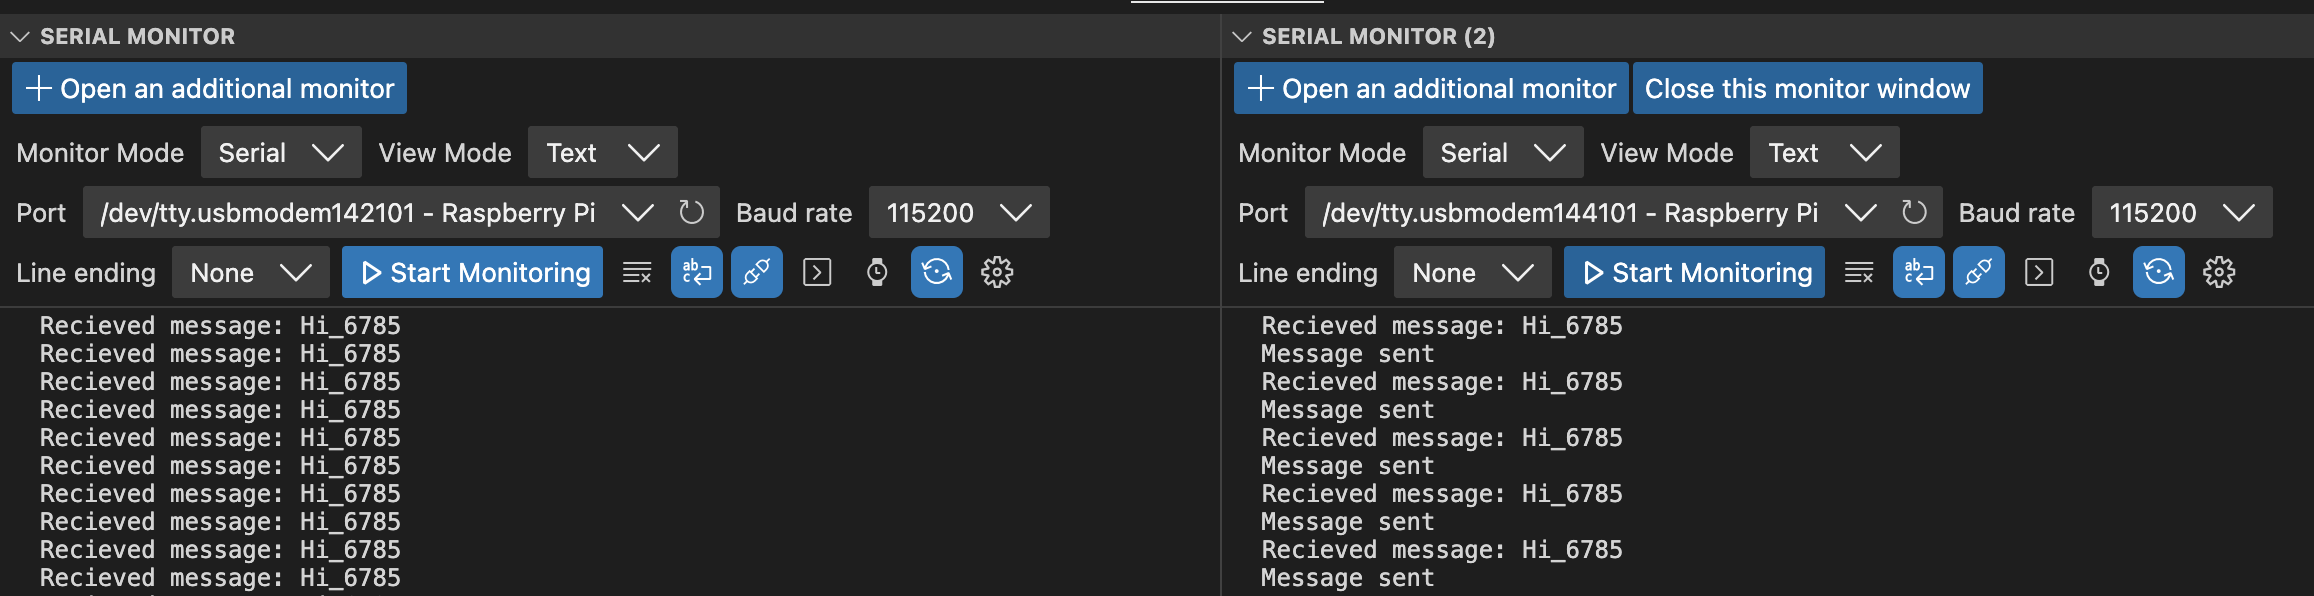 SERIAL MONITOR
+ Open an additional monitor
Monitor Mode Serial View Mode Text
Port /dev/tty.usbmodem142101 - Raspberry Pi Baud rate 115200
Line ending None Start Monitoring
Recieved message: Hi_6785
Recieved message: Hi_6785
Recieved message: Hi_6785
Recieved message: Hi_6785
Recieved message: Hi_6785
Recieved message: Hi_6785
Recieved message: Hi_6785
Recieved message: Hi_6785
Recieved message: Hi_6785
Recieved message: Hi_6785
SERIAL MONITOR (2)
+ Open an additional monitor Close this monitor window
Monitor Mode Serial View Mode Text
Port /dev/tty.usbmodem144101 - Raspberry Pi Baud rate 115200
Line ending None Start Monitoring
Recieved message: Hi_6785
Message sent
Recieved message: Hi_6785
Message sent
Recieved message: Hi_6785
Message sent
Recieved message: Hi_6785
Message sent
Recieved message: Hi_6785
Message sent